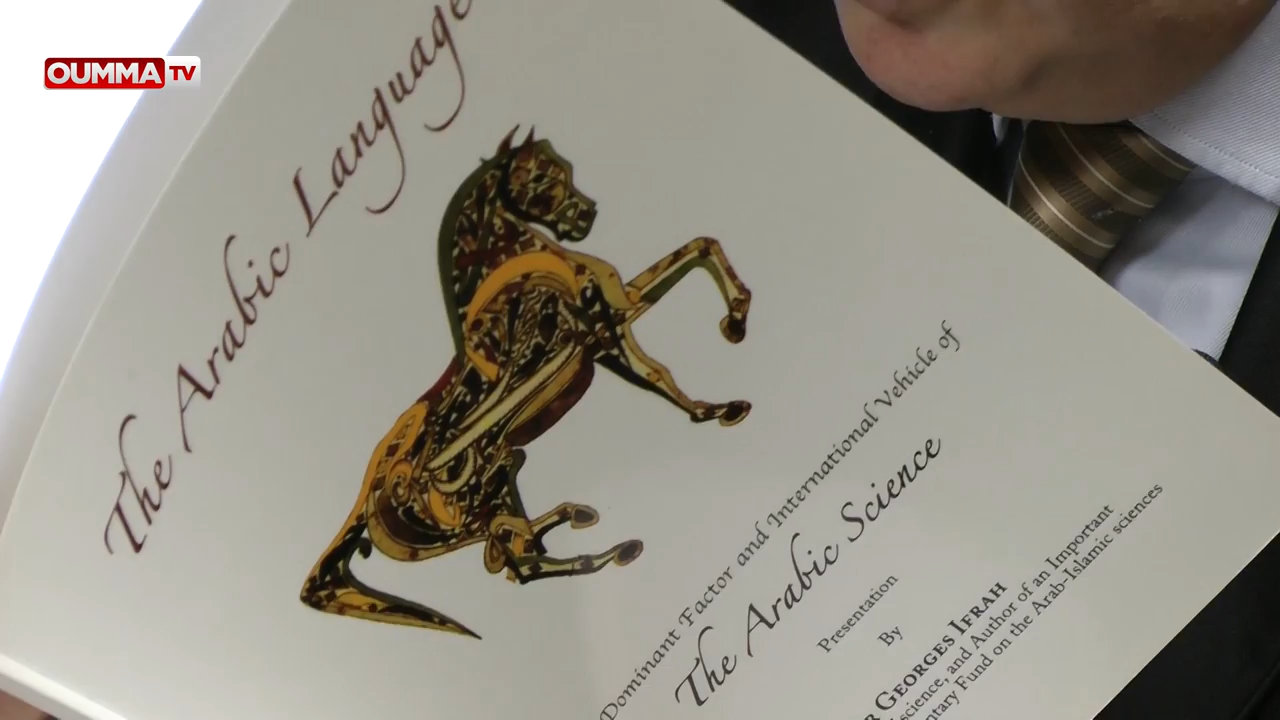 OUMMA TV
The Arabic Language
Dominant Factor and International Vehicle of
The Arabic Science
Presentation
By
GEORGES IFRAH
science, and Author of an Important
Fund on the Arab-Islamic sciences